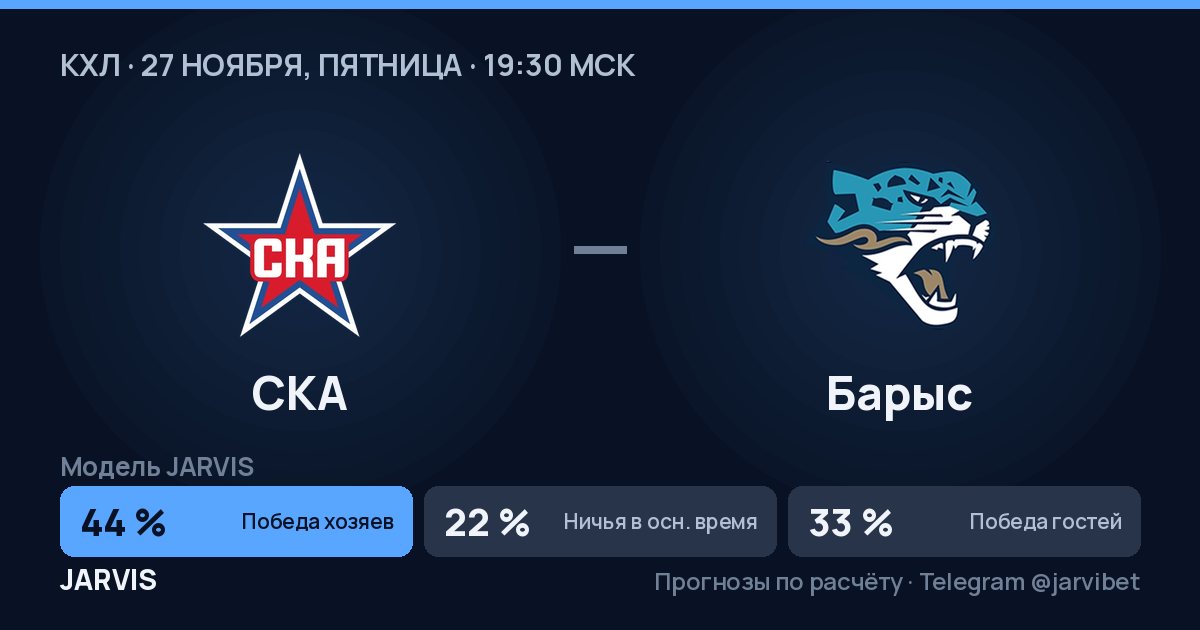 КХЛ · 27 НОЯБРЯ, ПЯТНИЦА · 19:30 МСК
СКА
СКА
Барыс
Модель JARVIS
44 % Победа хозяев
22 % Ничья в осн. время
33 % Победа гостей
JARVIS
Прогнозы по расчёту · Telegram @jarvibet